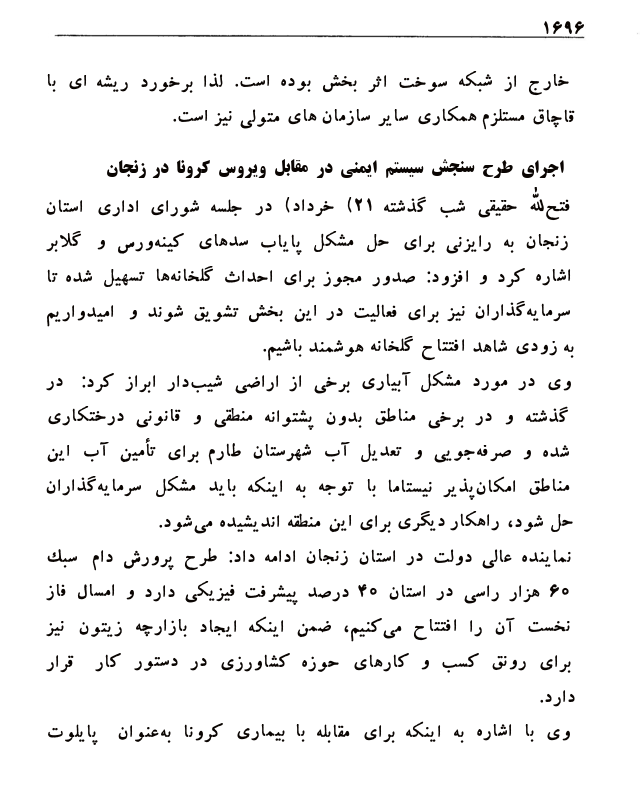 ۱۶۹۶
خارج از شبکه سوخت اثر بخش بوده است. لذا برخورد ریشه ای با
قاچاق مستلزم همکاری سایر سازمان های متولی نیز است.
اجرای طرح سنجش سیستم ایمنی در مقابل ویروس کرونا در زنجان
فتح‌الله حقیقی شب گذشته (۲۱ خرداد) در جلسه شورای اداری استان
زنجان به رایزنی برای حل مشکل پایاب سدهای کینه‌ورس و گلابر
اشاره کرد و افزود: صدور مجوز برای احداث گلخانه‌ها تسهیل شده تا
سرمایه‌گذاران نیز برای فعالیت در این بخش تشویق شوند و امیدواریم
به زودی شاهد افتتاح گلخانه هوشمند باشیم.
وی در مورد مشکل آبیاری برخی از اراضی شیب‌دار ابراز کرد: در
گذشته و در برخی مناطق بدون پشتوانه منطقی و قانونی درختکاری
شده و صرفه‌جویی و تعدیل آب شهرستان طارم برای تأمین آب این
مناطق امکان‌پذیر نیستاما با توجه به اینکه باید مشکل سرمایه‌گذاران
حل شود، راهکار دیگری برای این منطقه اندیشیده می‌شود.
نماینده عالی دولت در استان زنجان ادامه داد: طرح پرورش دام سبك
۶۰ هزار راسی در استان ۴۰ درصد پیشرفت فیزیکی دارد و امسال فاز
نخست آن را افتتاح می‌کنیم، ضمن اینکه ایجاد بازارچه زیتون نیز
برای رونق کسب و کارهای حوزه کشاورزی در دستور کار قرار
دارد.
وی با اشاره به اینکه برای مقابله با بیماری کرونا به‌عنوان پایلوت